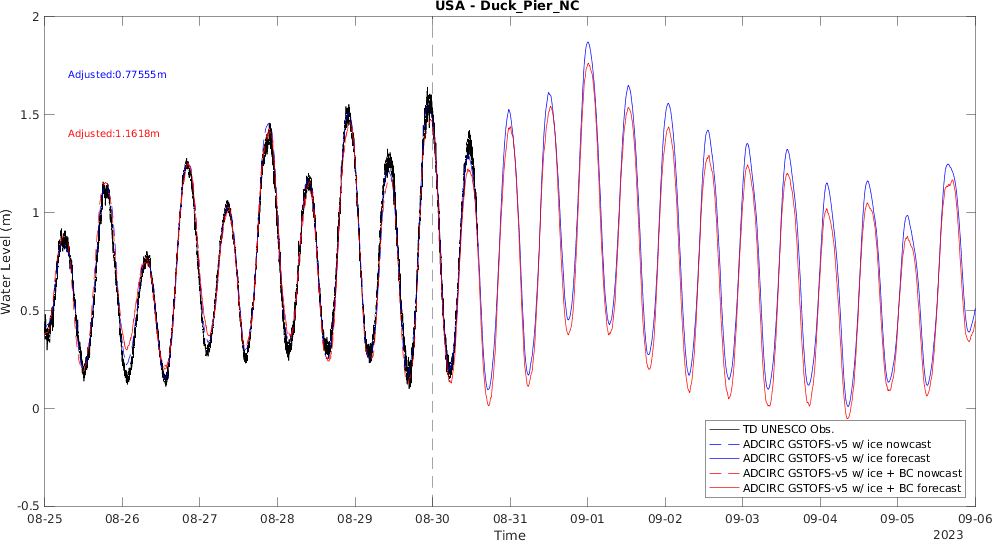 USA - Duck_Pier_NC
2
1.5
1
0.5
0
-0.5
Water Level (m)
Adjusted:0.77555m
Adjusted:1.1618m
TD UNESCO Obs.
ADCIRC GSTOFS-v5 w/ ice nowcast
ADCIRC GSTOFS-v5 w/ ice forecast
ADCIRC GSTOFS-v5 w/ ice + BC nowcast
ADCIRC GSTOFS-v5 w/ ice + BC forecast
08-25 08-26 08-27 08-28 08-29 08-30 08-31 09-01 09-02 09-03 09-04 09-05 09-06
Time
2023